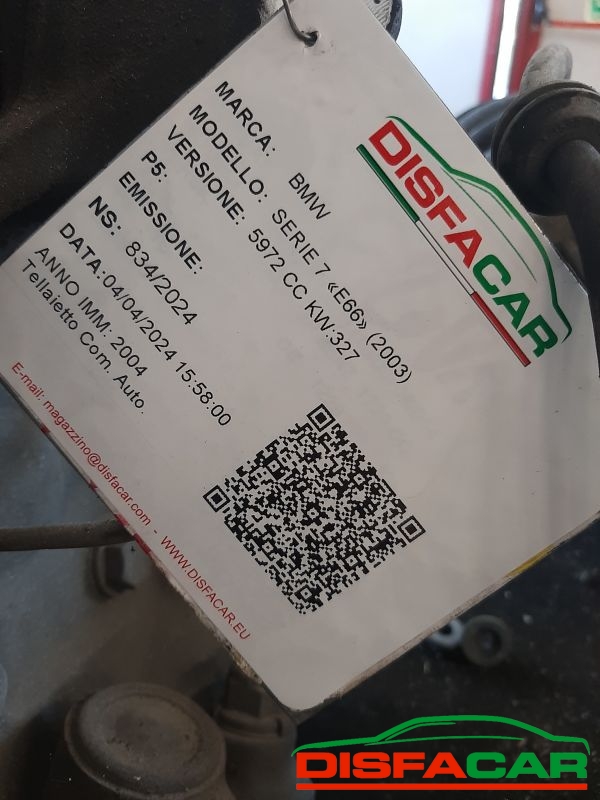 DISFACAR
MARCA: BMW
MODELLO: SERIE 7 «E66» (2003)
VERSIONE: 5972 CC KW:327
P5:
EMISSIONE:
NS: 834/2024
DATA:04/04/2024 15:58:00
ANNO IMM: 2004
Tellaietto Com. Auto.
E-mail: magazzino@disfacar.com - WWW.DISFACAR.EU
DISFACAR